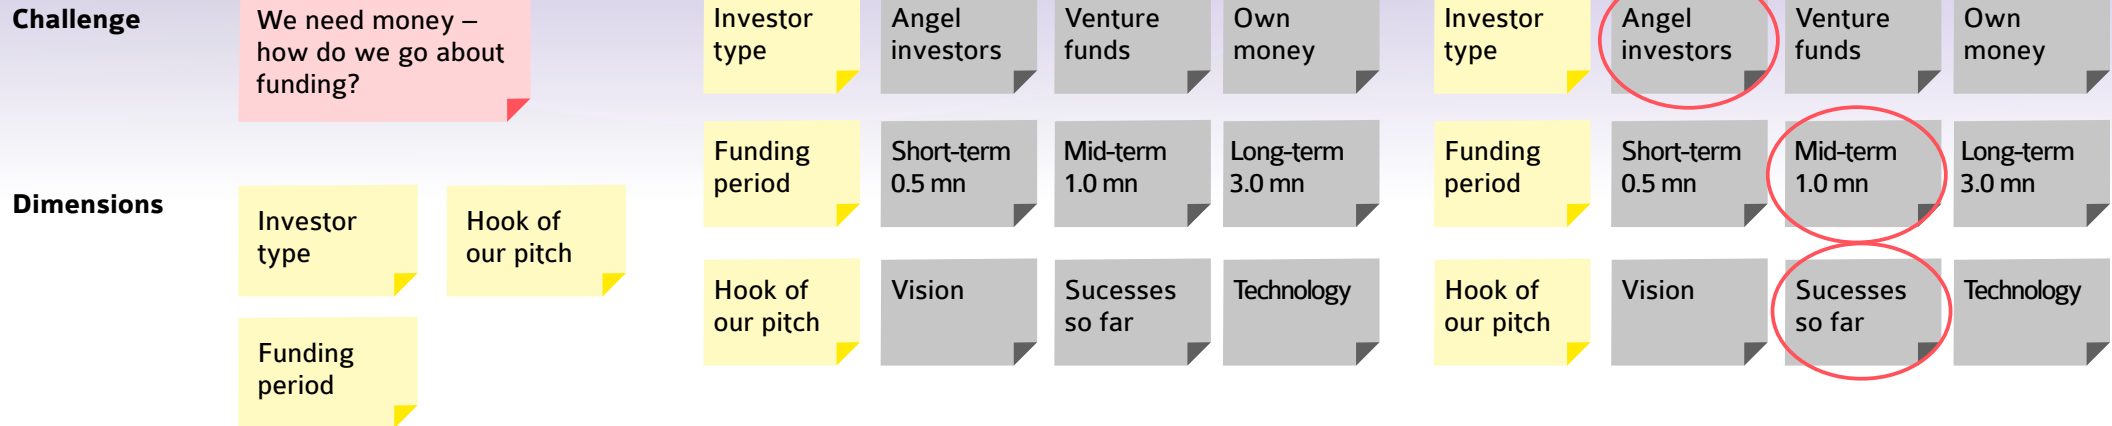 Challenge
We need money –
how do we go about
funding?
Dimensions
Investor
type
Hook of
our pitch
Funding
period
Investor
type
Angel
investors
Venture
funds
Own
money
Funding
period
Short-term
0.5 mn
Mid-term
1.0 mn
Long-term
3.0 mn
Hook of
our pitch
Vision
Sucesses
so far
Technology
Investor
type
Angel
investors
Venture
funds
Own
money
Funding
period
Short-term
0.5 mn
Mid-term
1.0 mn
Long-term
3.0 mn
Hook of
our pitch
Vision
Sucesses
so far
Technology